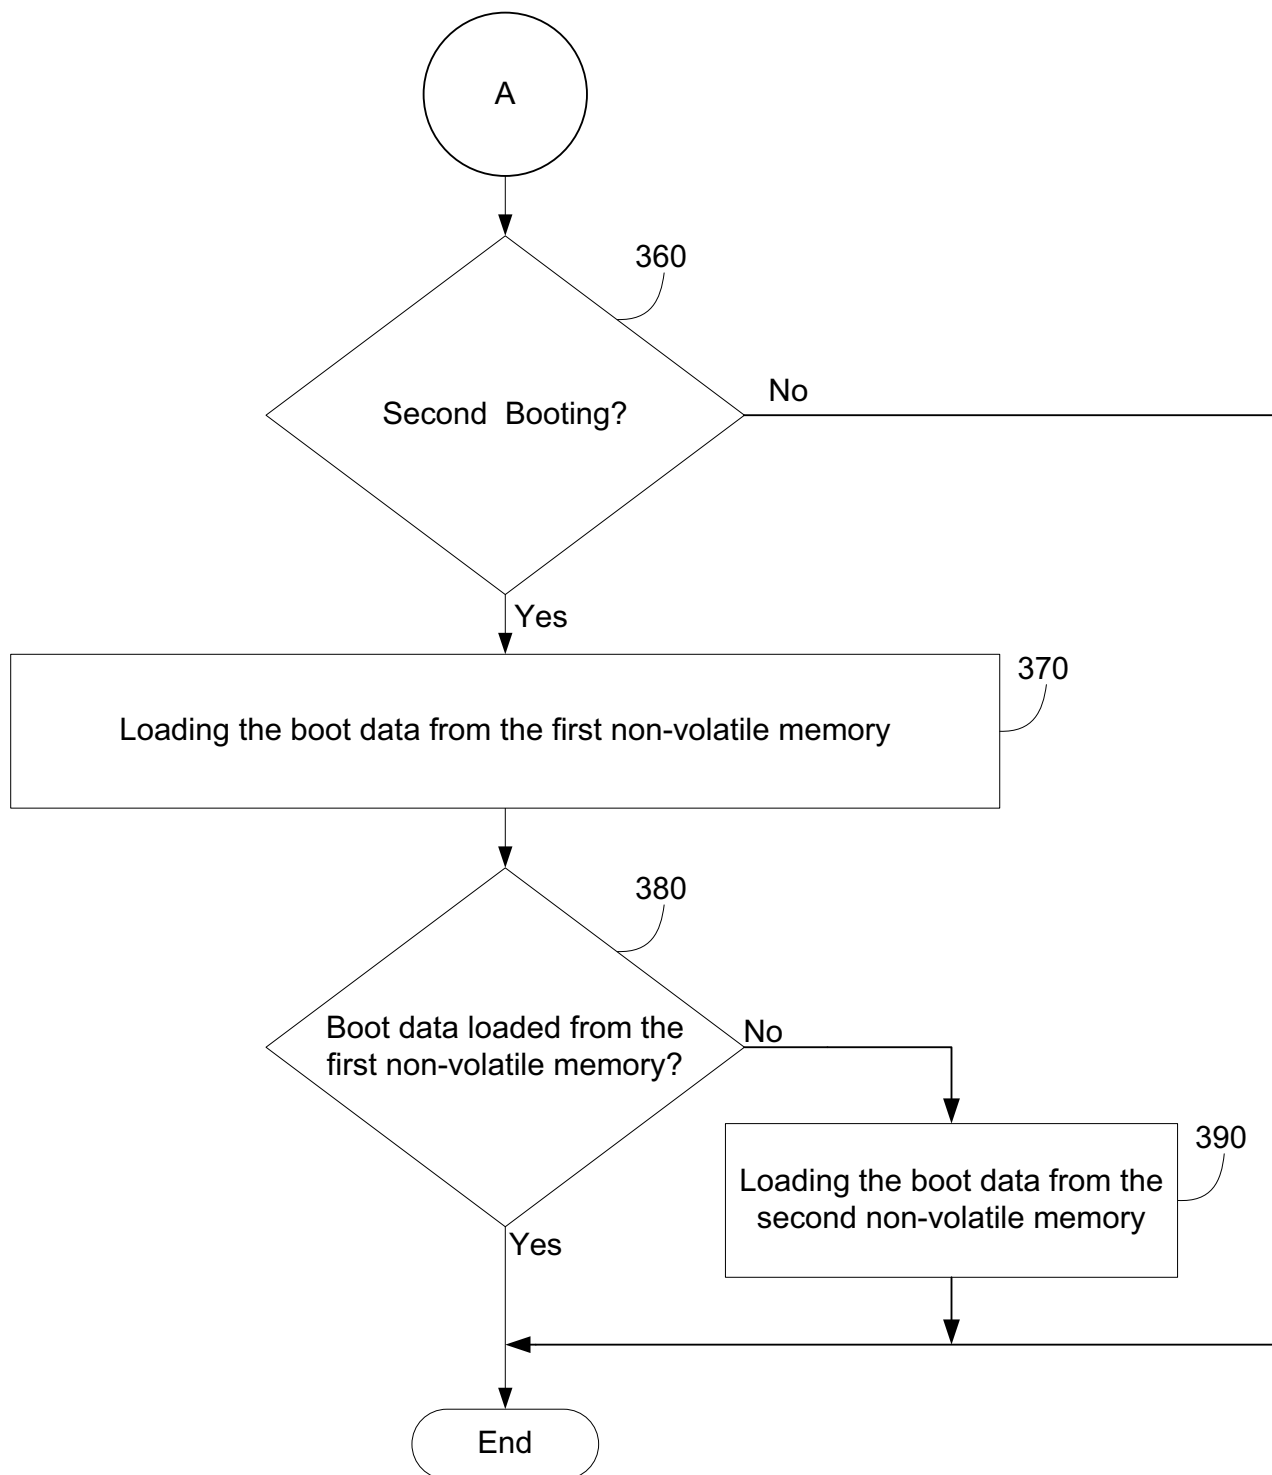 A
360
Second Booting?
No
Yes
370
Loading the boot data from the first non-volatile memory
380
Boot data loaded from the
first non-volatile memory?
No
390
Loading the boot data from the
second non-volatile memory
Yes
End